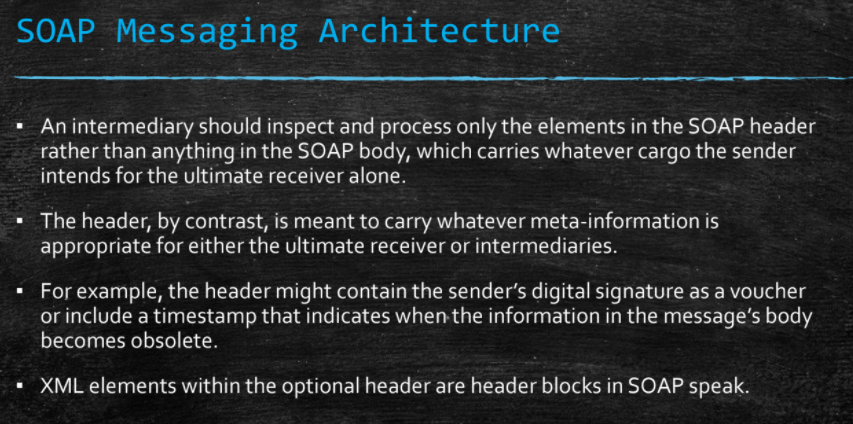 SOAP Messaging Architecture
▪ An intermediary should inspect and process only the elements in the SOAP header
rather than anything in the SOAP body, which carries whatever cargo the sender
intends for the ultimate receiver alone.
▪ The header, by contrast, is meant to carry whatever meta-information is
appropriate for either the ultimate receiver or intermediaries.
▪ For example, the header might contain the sender’s digital signature as a voucher
or include a timestamp that indicates when the information in the message’s body
becomes obsolete.
▪ XML elements within the optional header are header blocks in SOAP speak.